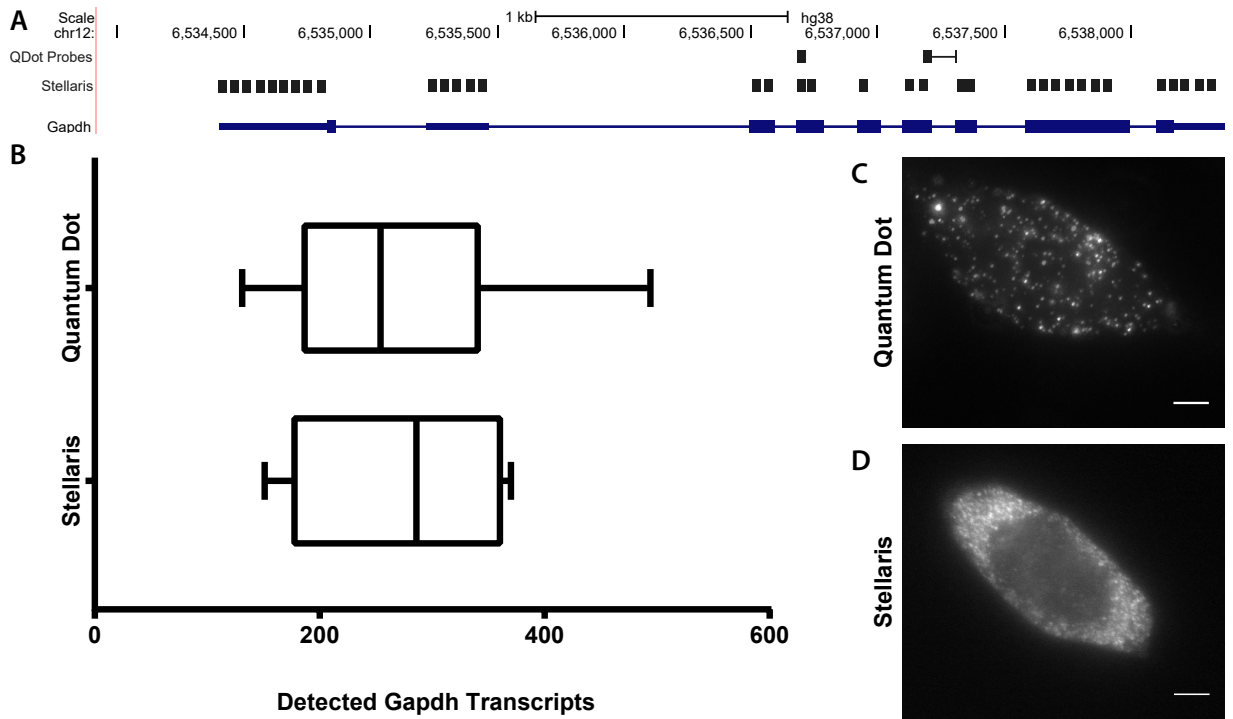 A
Scale 1 kb hg38
chr12: 6,534,500 6,535,000 6,535,500 6,536,000 6,536,500 6,537,000 6,537,500 6,538,000
QDot Probes
Stellaris
Gapdh
B
Quantum Dot
Stellaris
0 200 400 600
Detected Gapdh Transcripts
C
Quantum Dot
D
Stellaris